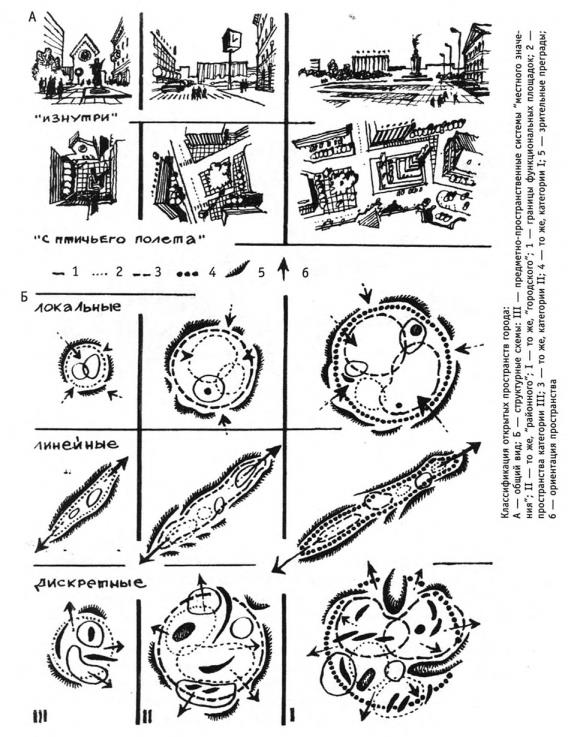 А
"изнутри"
"с птичьего полета"
1 2 3 4 5 6
Б
локальные
линейные
дискретные
III II I
Классификация открытых пространств города:
А — общий вид; Б — структурные схемы: III — предметно-пространственные системы "местного значе-
ния"; II — то же, "районного"; I — то же, "городского"; 1 — границы функциональных площадок; 2 —
пространства категории III; 3 — то же, категории II; 4 — то же, категории I; 5 — зрительные преграды;
6 — ориентация пространства